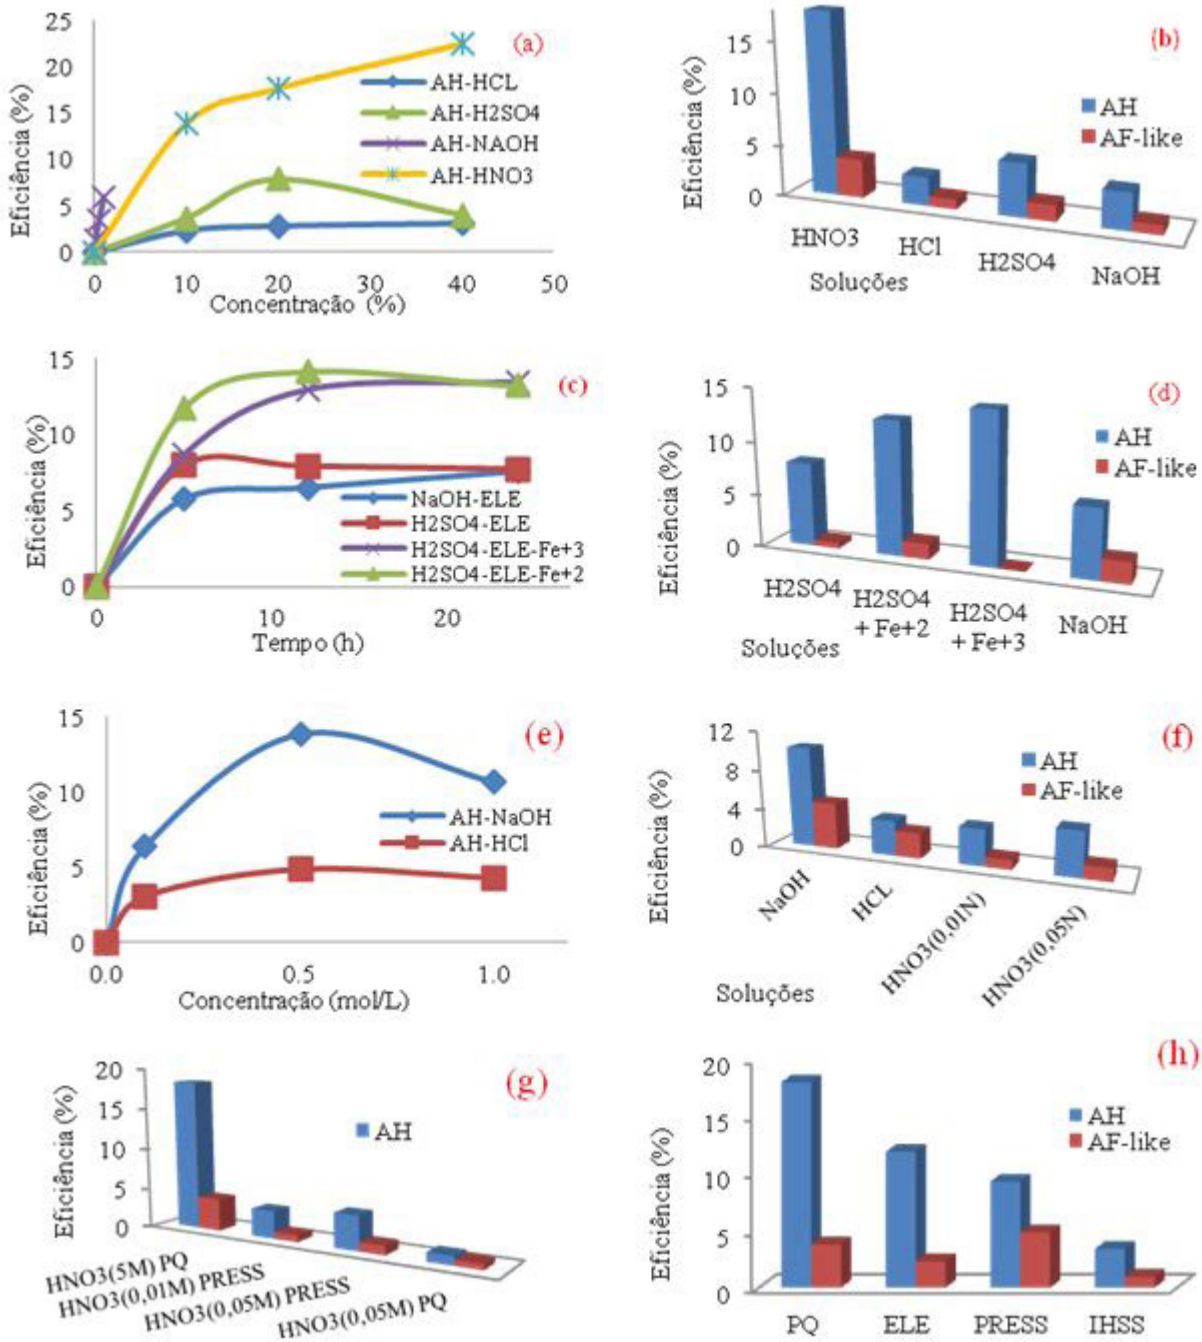 (a)
Eficiência (%)
25
20
15
10
5
0
AH-HCL
AH-H2SO4
AH-NAOH
AH-HNO3
0 10 20 30 40 50
Concentração (%)
(b)
Eficiência (%)
15
10
5
0
AH
AF-like
HNO3 HCl H2SO4 NaOH
Soluções
(c)
Eficiência (%)
15
10
5
0
NaOH-ELE
H2SO4-ELE
H2SO4-ELE-Fe+3
H2SO4-ELE-Fe+2
0 10 20
Tempo (h)
(d)
Eficiência (%)
15
10
5
0
AH
AF-like
H2SO4 H2SO4 + Fe+2 H2SO4 + Fe+3 NaOH
Soluções
(e)
Eficiência (%)
15
10
5
0
AH-NaOH
AH-HCl
0.0 0.5 1.0
Concentração (mol/L)
(f)
Eficiência (%)
12
8
4
0
AH
AF-like
NaOH HCL HNO3(0,01N) HNO3(0,05N)
Soluções
(g)
Eficiência (%)
20
15
10
5
0
AH
HNO3(5M) PQ
HNO3(0,01M) PRESS
HNO3(0,05M) PRESS
HNO3(0,05M) PQ
(h)
Eficiência (%)
20
15
10
5
0
AH
AF-like
PQ ELE PRESS IHSS